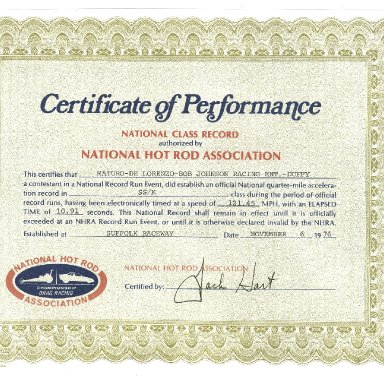 Certificate of Performance
NATIONAL CLASS RECORD
authorized by
NATIONAL HOT ROD ASSOCIATION
This certifies that MATURO-DE LORENZO-BOB JOHNSON RACING ENT.-DUFFY
a contestant in a National Record Run Event, did establish an official National quarter-mile accelera-
tion record in SS/K class during the period of official
record runs, having been electronically timed at a speed of 121.45 MPH, with an ELAPSED
TIME of 10.91 seconds. This National Record shall remain in effect until it is officially
exceeded at an NHRA Record Run Event, or until it is otherwise declared invalid by the NHRA.
Established at SUFFOLK RACEWAY Date NOVEMBER 6 1976
NATIONAL HOT ROD ASSOCIATION
CHAMPIONSHIP
DRAG RACING
NATIONAL HOT ROD ASSOCIATION
Certified by: Jack Hart